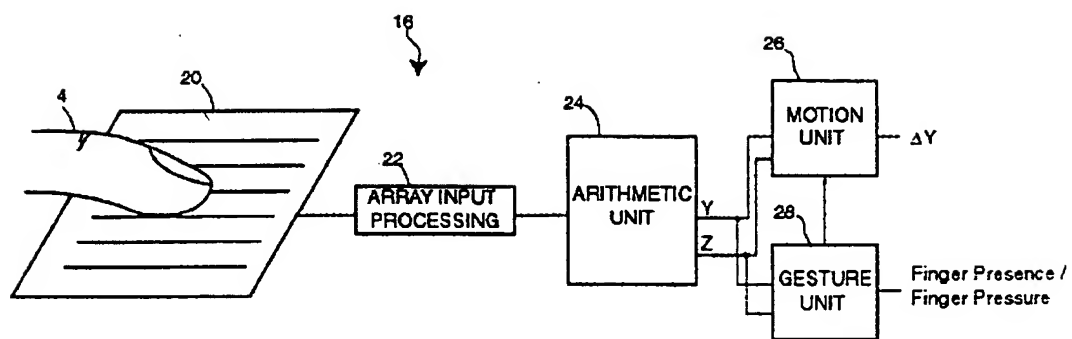 16
20
4
22
ARRAY INPUT
PROCESSING
24
ARITHMETIC
UNIT
Y
Z
26
MOTION
UNIT
ΔY
28
GESTURE
UNIT
Finger Presence /
Finger Pressure